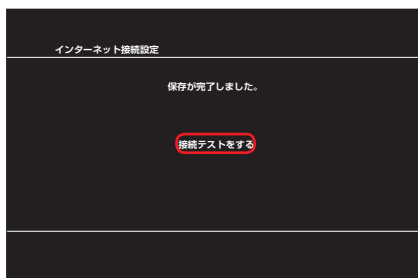 インターネット接続設定
保存が完了しました。
接続テストをする